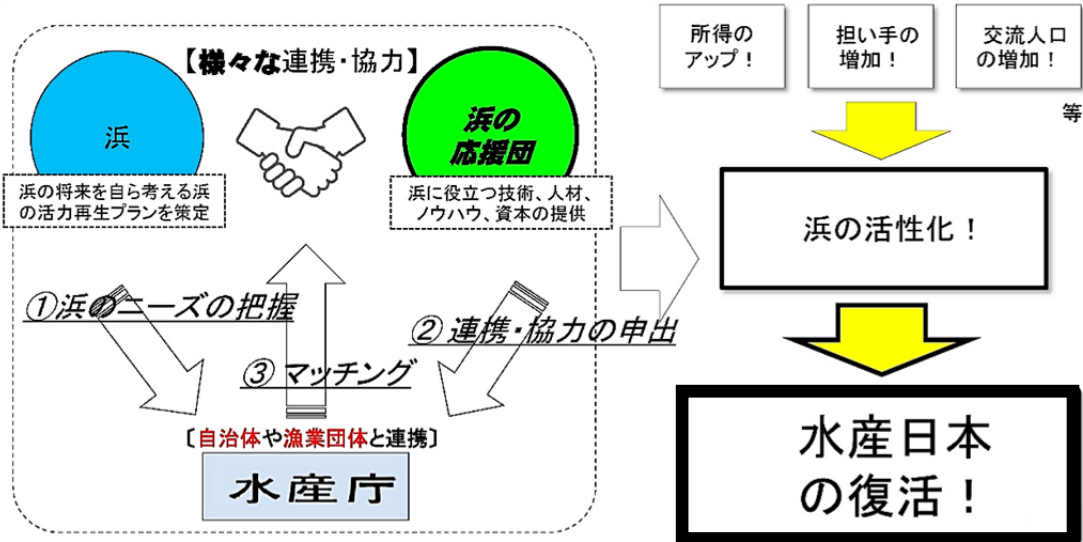 【様々な連携・協力】
浜
浜の
応援団
浜の将来を自ら考える浜
の活力再生プランを策定
浜に役立つ技術、人材、
ノウハウ、資本の提供
①浜のニーズの把握
②連携・協力の申出
③マッチング
〔自治体や漁業団体と連携〕
水産庁
所得の
アップ！
担い手の
増加！
交流人口
の増加！
等
浜の活性化！
水産日本
の復活！